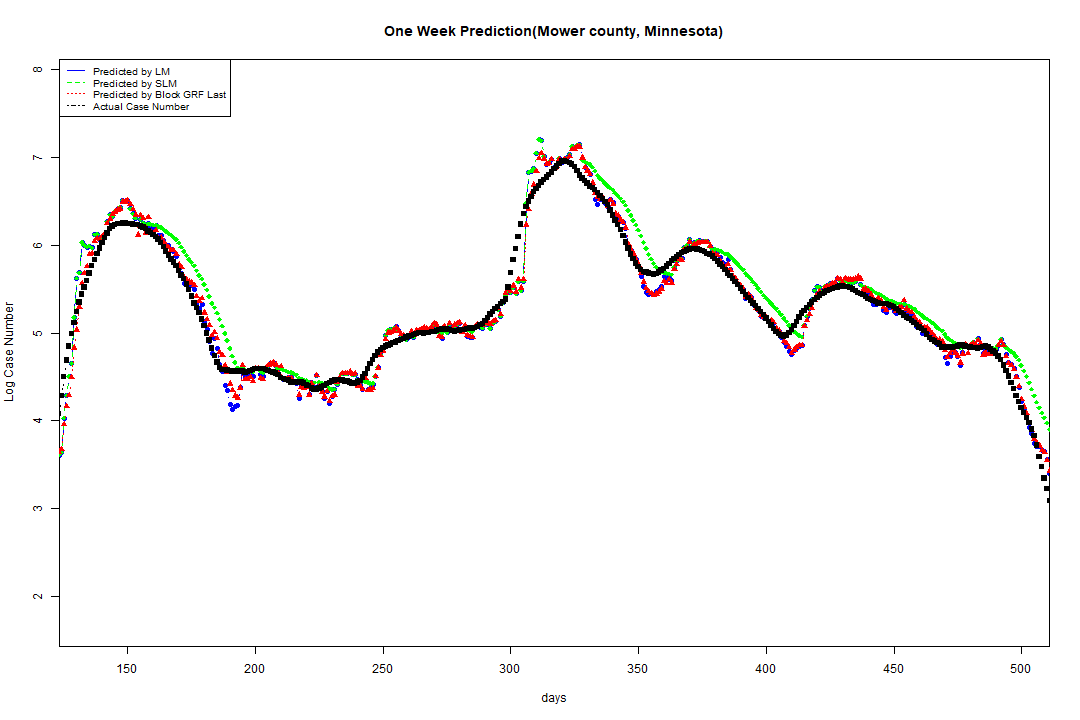 One Week Prediction(Mower county, Minnesota)
Predicted by LM
Predicted by SLM
Predicted by Block GRF Last
Actual Case Number
8
7
6
5
4
3
2
Log Case Number
150 200 250 300 350 400 450 500
days